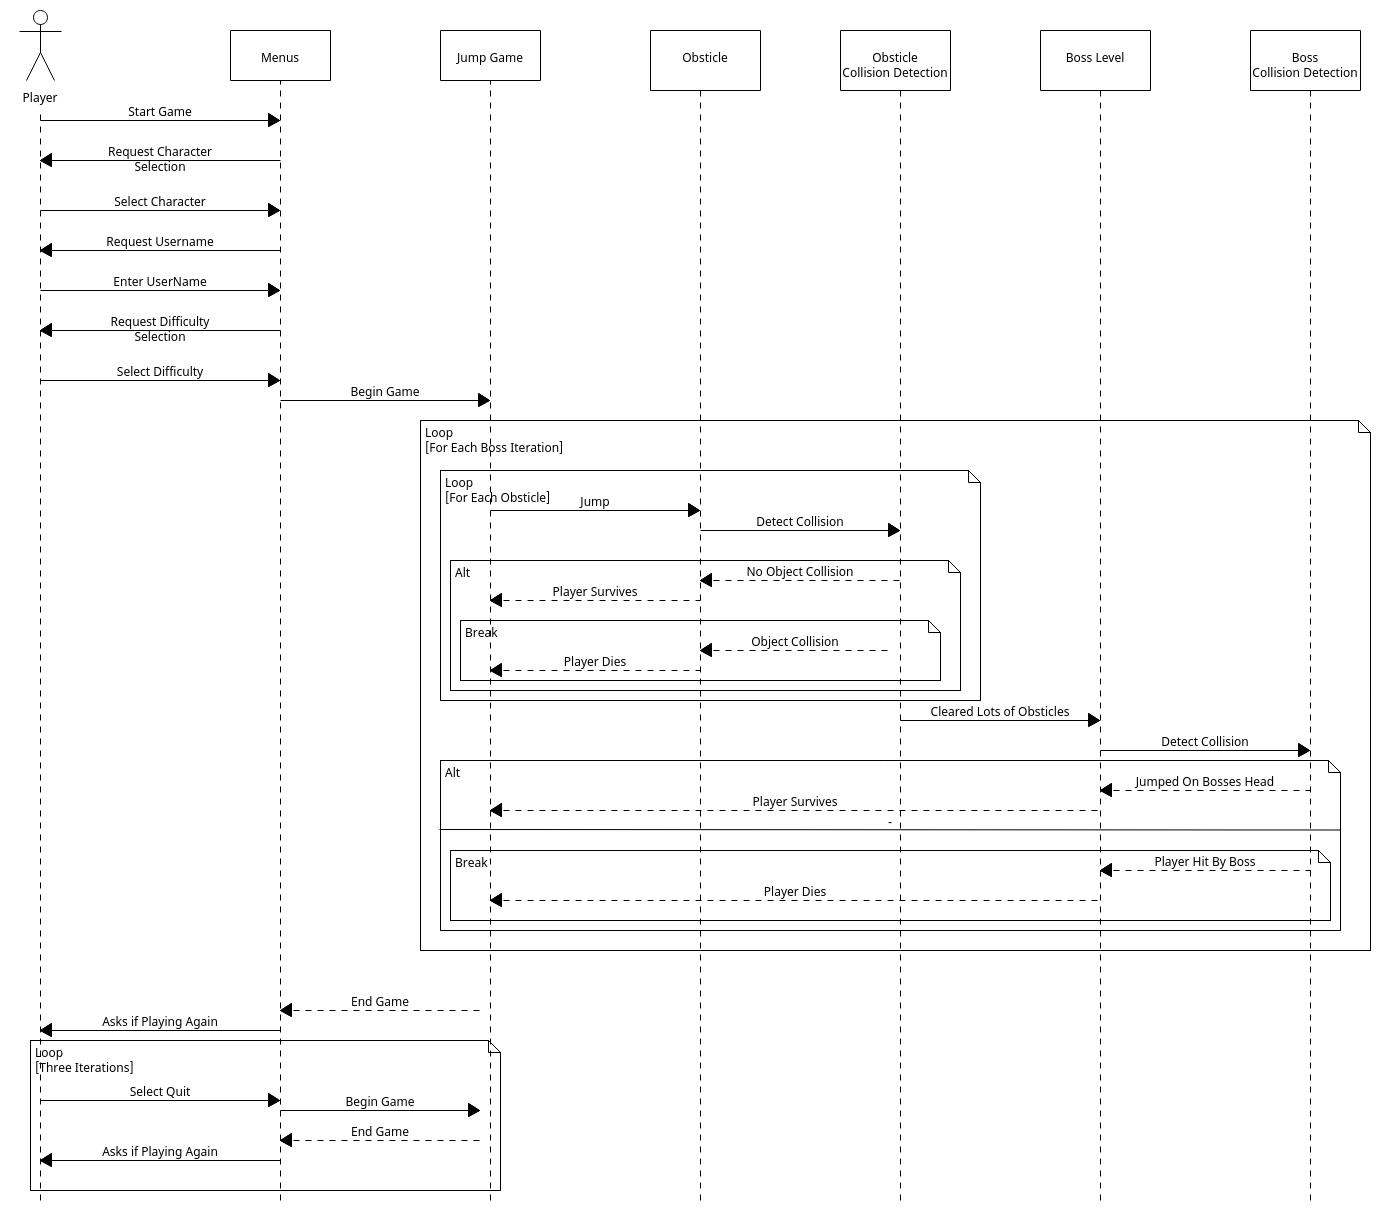 Player
Menus
Jump Game
Obsticle
Obsticle
Collision Detection
Boss Level
Boss
Collision Detection
Start Game
Request Character
Selection
Select Character
Request Username
Enter UserName
Request Difficulty
Selection
Select Difficulty
Begin Game
Loop
[For Each Boss Iteration]
Loop
[For Each Obsticle]
Jump
Detect Collision
Alt
No Object Collision
Player Survives
Break
Object Collision
Player Dies
Cleared Lots of Obsticles
Detect Collision
Alt
Jumped On Bosses Head
Player Survives
-
Break
Player Hit By Boss
Player Dies
End Game
Asks if Playing Again
Loop
[Three Iterations]
Select Quit
Begin Game
End Game
Asks if Playing Again